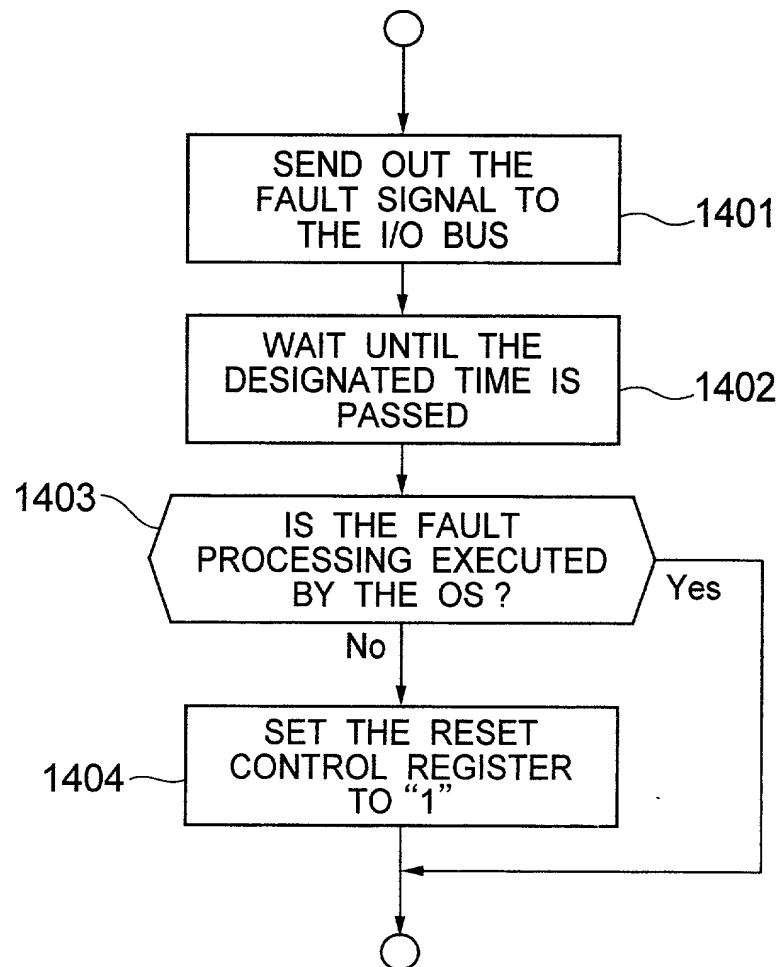 SEND OUT THE
FAULT SIGNAL TO
THE I/O BUS
1401
WAIT UNTIL THE
DESIGNATED TIME IS
PASSED
1402
1403
IS THE FAULT
PROCESSING EXECUTED
BY THE OS?
Yes
No
SET THE RESET
CONTROL REGISTER
TO “1”
1404